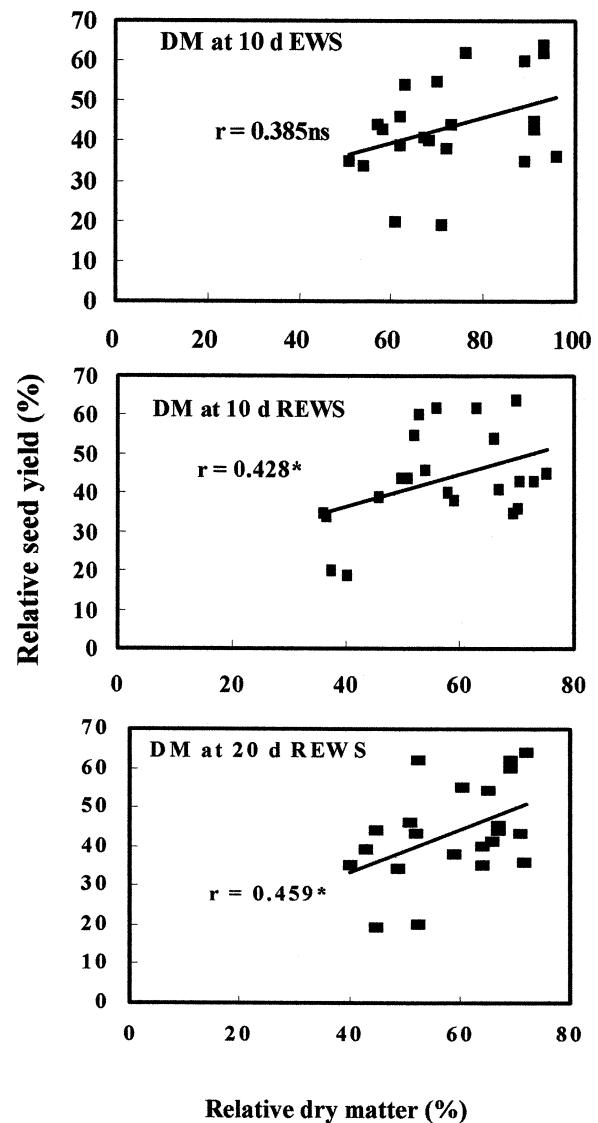 70
DM at 10 d EWS
60
50
40
r = 0.385ns
30
20
10
0
0 20 40 60 80 100
Relative seed yield (%)
70
DM at 10 d REWS
60
50
r = 0.428*
40
30
20
10
0
0 20 40 60 80
70
DM at 20 d REWS
60
50
40
30
r = 0.459*
20
10
0
0 20 40 60 80
Relative dry matter (%)